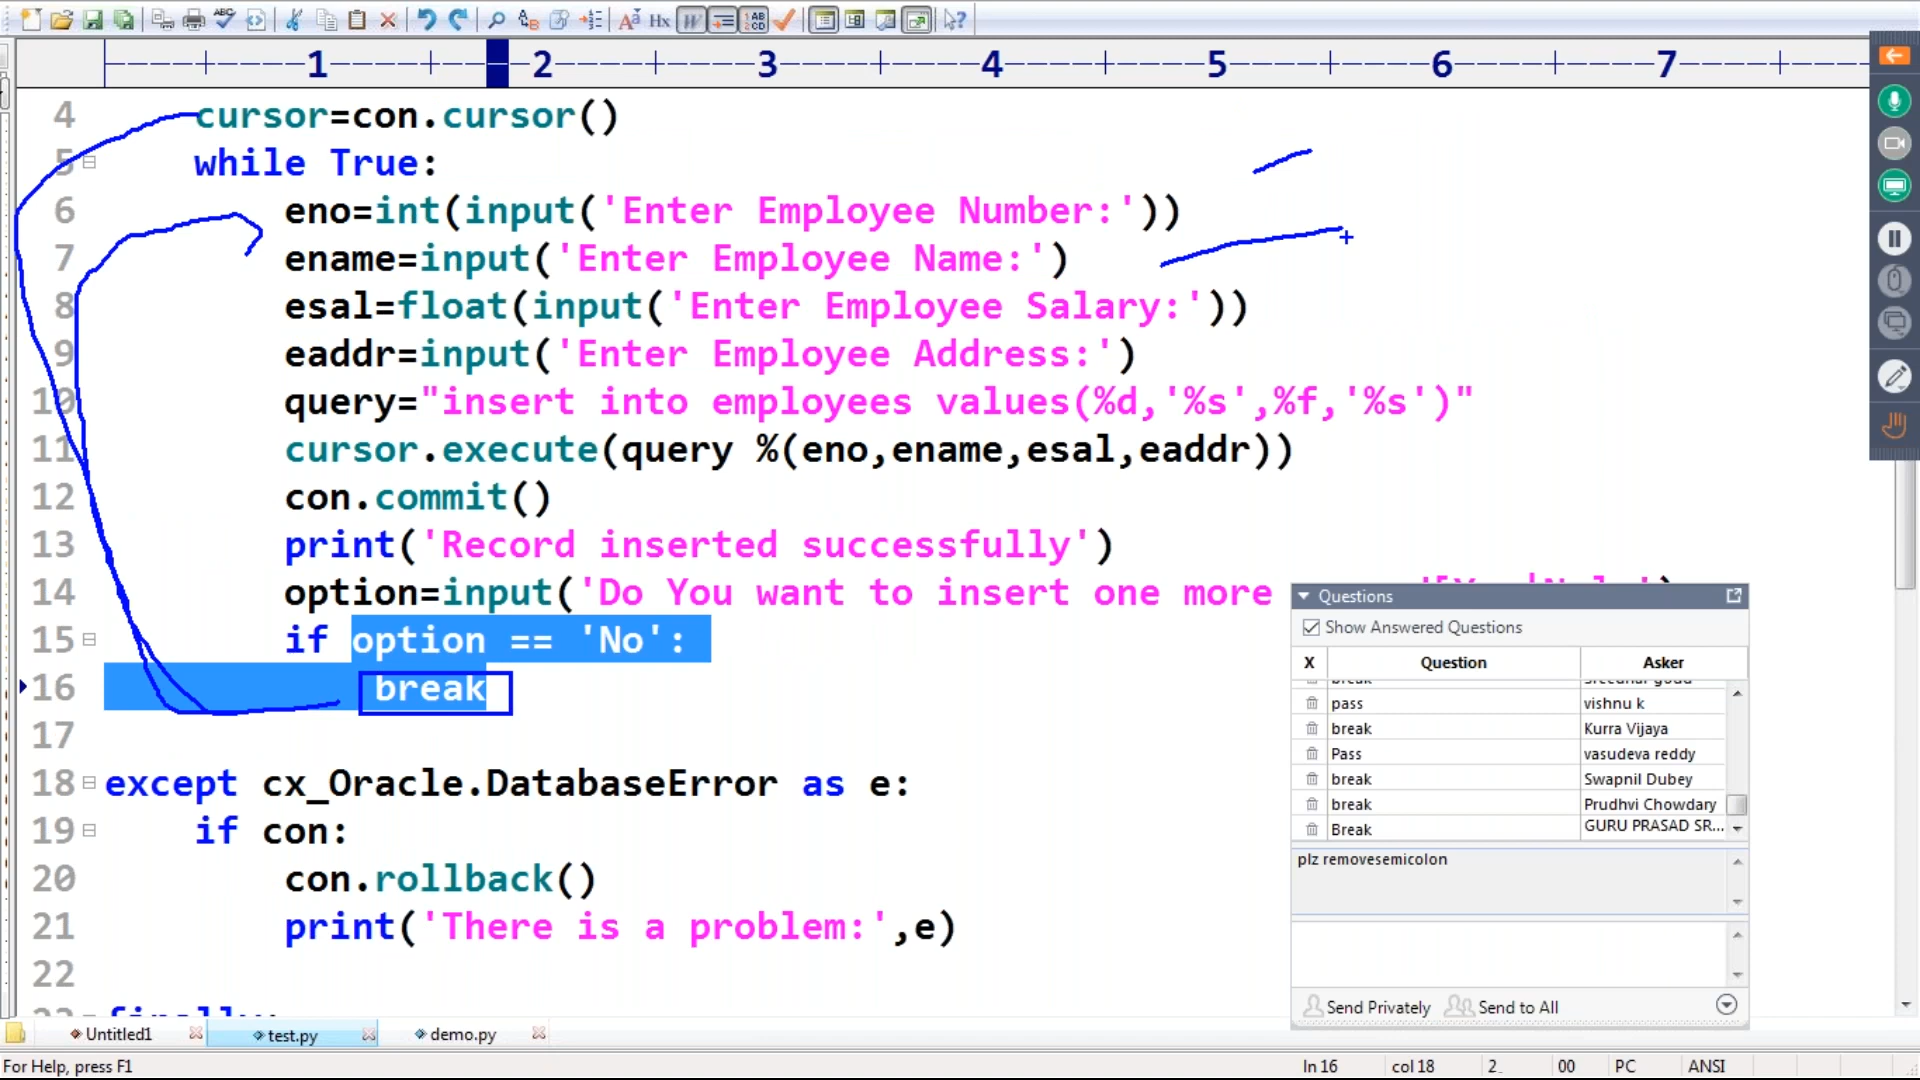 1 2 3 4 5 6 7
4 cursor=con.cursor()
5 while True:
6 eno=int(input('Enter Employee Number:'))
7 ename=input('Enter Employee Name:')
8 esal=float(input('Enter Employee Salary:'))
9 eaddr=input('Enter Employee Address:')
10 query="insert into employees values(%d,'%s',%f,'%s')"
11 cursor.execute(query %(eno,ename,esal,eaddr))
12 con.commit()
13 print('Record inserted successfully')
14 option=input('Do You want to insert one more
15 if option == 'No':
16 break
17
18 except cx_Oracle.DatabaseError as e:
19 if con:
20 con.rollback()
21 print('There is a problem:',e)
22
23 finally:
Questions
Show Answered Questions
X Question Asker
break
pass vishnu k
break Kurra Vijaya
Pass vasudeva reddy
break Swapnil Dubey
break Prudhvi Chowdary
Break GURU PRASAD SR...
plz removesemicolon
Send Privately Send to All
Untitled1 test.py demo.py
For Help, press F1 ln 16 col 18 2 00 PC ANSI